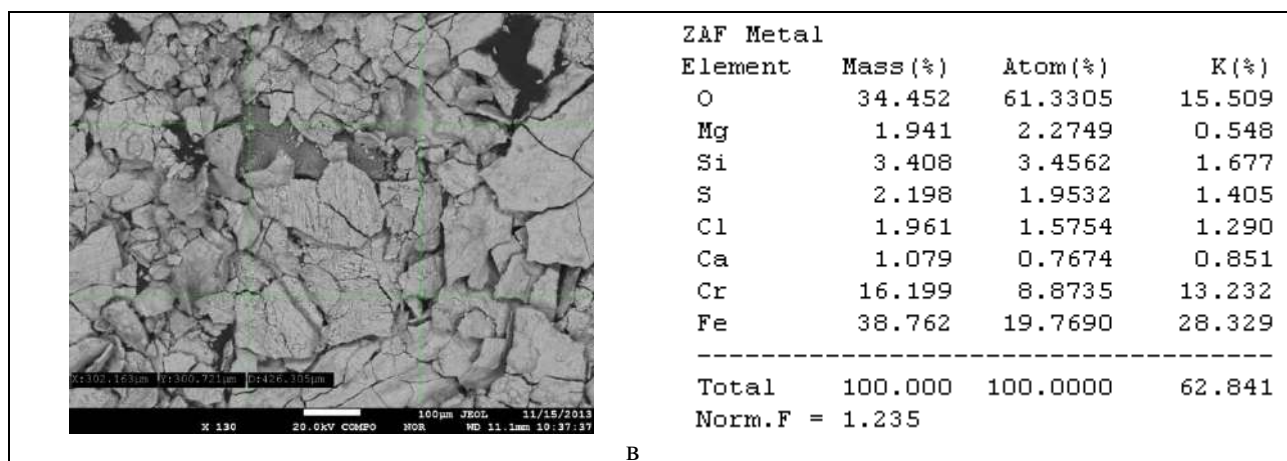 X:302.163µm Y:300.721µm D:426.305µm
100µm JEOL 11/15/2013
X 130 20.0kV COMPO NOR WD 11.1mm 10:37:37
ZAF Metal
Element Mass(%) Atom(%) K(%)
O 34.452 61.3305 15.509
Mg 1.941 2.2749 0.548
Si 3.408 3.4562 1.677
S 2.198 1.9532 1.405
Cl 1.961 1.5754 1.290
Ca 1.079 0.7674 0.851
Cr 16.199 8.8735 13.232
Fe 38.762 19.7690 28.329
-------------------------------------
Total 100.000 100.0000 62.841
Norm.F = 1.235
в